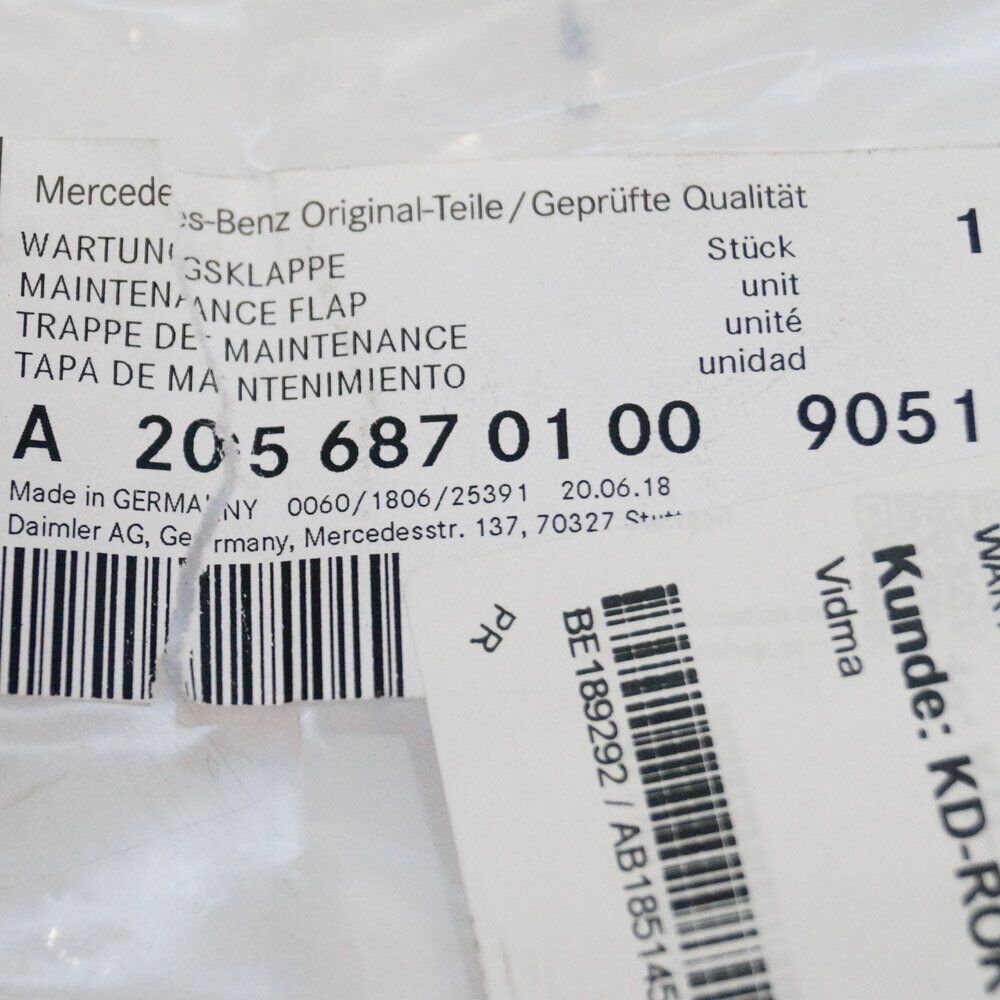 Mercedes-Benz Original-Teile/Geprüfte Qualität
WARTUNGSKLAPPE Stück 1
MAINTENANCE FLAP unit
TRAPPE DE MAINTENANCE unité
TAPA DE MANTENIMIENTO unidad
A 205 687 01 00 9051
Made in GERMANY 0060/1806/25391 20.06.18
Daimler AG, Germany, Mercedesstr. 137, 70327
PR
BE189292 / AB185145
Vidma
Kunde: